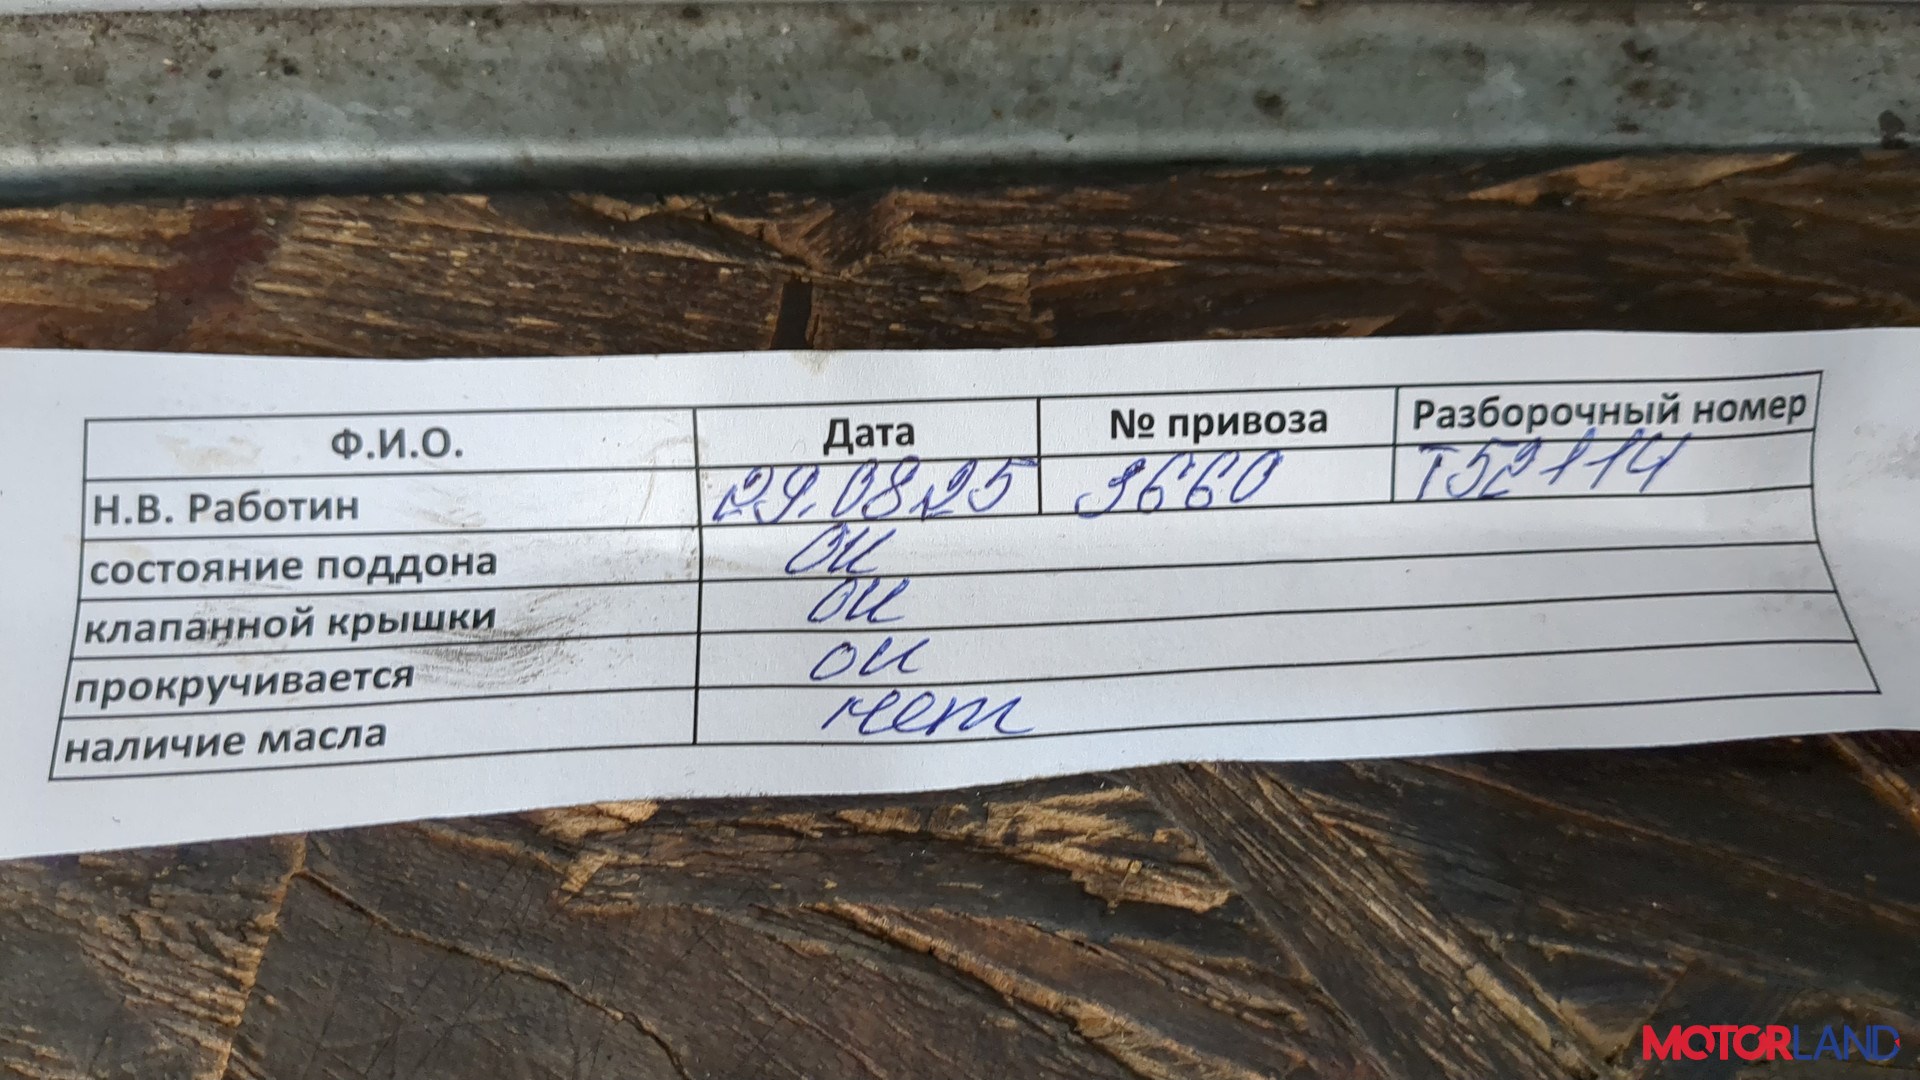 Ф.И.О. Дата № привоза Разборочный номер
Н.В. Работин 29.08.25 9660 T52114
состояние поддона ок
клапанной крышки ок
прокручивается ок
наличие масла нет
MOTORLAND